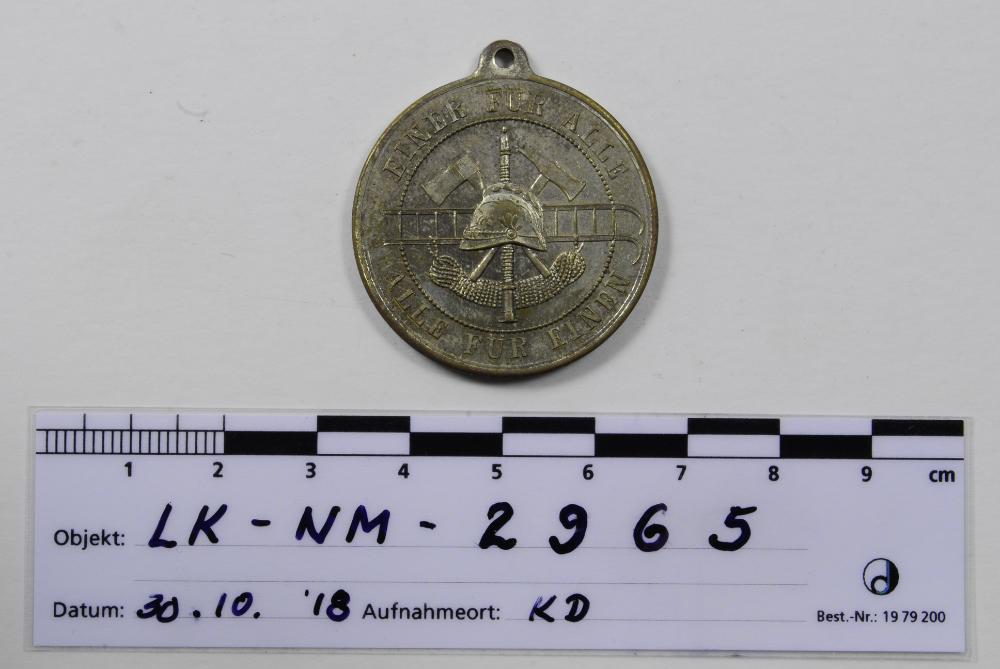 EINER FÜR ALLE
ALLE FÜR EINEN
1 2 3 4 5 6 7 8 9 cm
Objekt: LK - NM - 2965
Datum: 30.10. '18 Aufnahmeort: KD
Best.-Nr.: 19 79 200